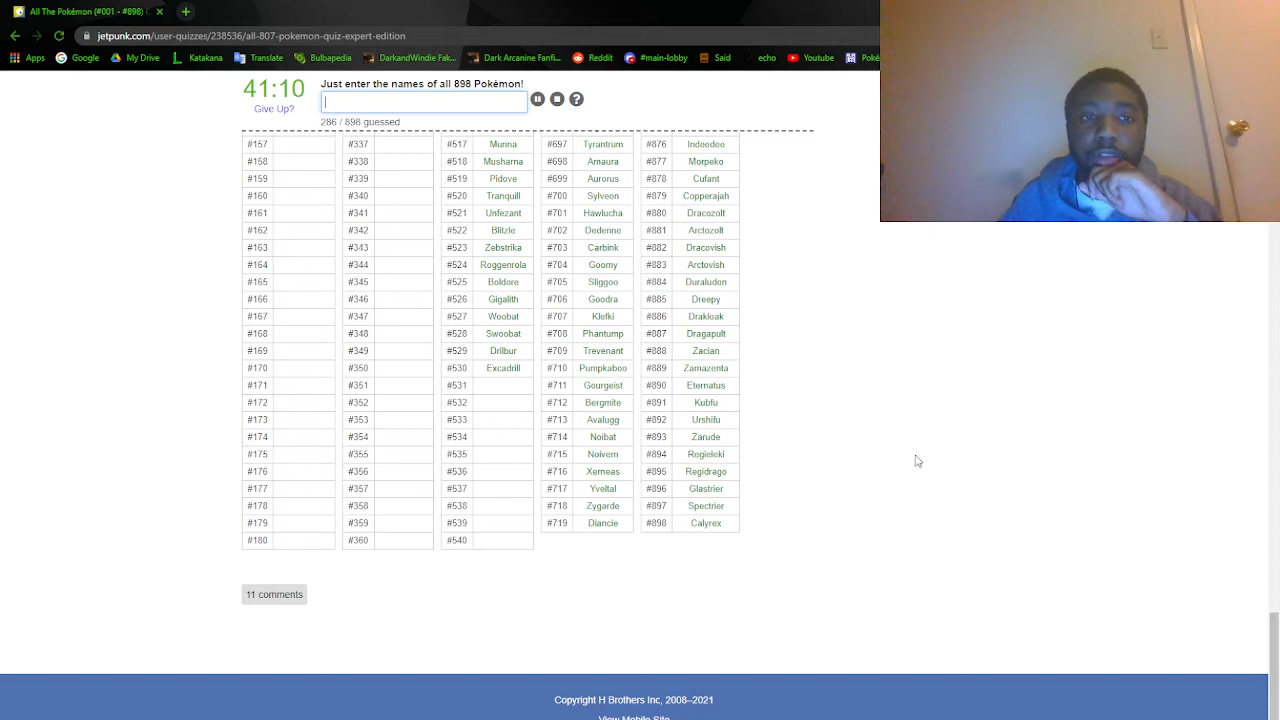 All The Pokémon (#001 - #898)
jetpunk.com/user-quizzes/238536/all-807-pokemon-quiz-expert-edition
Apps Google My Drive Katakana Translate Bulbapedia DarkandWindie Fak... Dark Arcanine Fanfi... Reddit #main-lobby Said echo Youtube
41:10 Just enter the names of all 898 Pokémon!
Give Up?
286 / 898 guessed
#157 #337 #517 Munna #697 Tyrantrum #876 Indeedee
#158 #338 #518 Musharna #698 Amaura #877 Morpeko
#159 #339 #519 Pidove #699 Aurorus #878 Cufant
#160 #340 #520 Tranquill #700 Sylveon #879 Copperajah
#161 #341 #521 Unfezant #701 Hawlucha #880 Dracozolt
#162 #342 #522 Blitzle #702 Dedenne #881 Arctozolt
#163 #343 #523 Zebstrika #703 Carbink #882 Dracovish
#164 #344 #524 Roggenrola #704 Goomy #883 Arctovish
#165 #345 #525 Boldore #705 Sliggoo #884 Duraludon
#166 #346 #526 Gigalith #706 Goodra #885 Dreepy
#167 #347 #527 Woobat #707 Klefki #886 Drakloak
#168 #348 #528 Swoobat #708 Phantump #887 Dragapult
#169 #349 #529 Drilbur #709 Trevenant #888 Zacian
#170 #350 #530 Excadrill #710 Pumpkaboo #889 Zamazenta
#171 #351 #531 #711 Gourgeist #890 Eternatus
#172 #352 #532 #712 Bergmite #891 Kubfu
#173 #353 #533 #713 Avalugg #892 Urshifu
#174 #354 #534 #714 Noibat #893 Zarude
#175 #355 #535 #715 Noivern #894 Regieleki
#176 #356 #536 #716 Xerneas #895 Regidrago
#177 #357 #537 #717 Yveltal #896 Glastrier
#178 #358 #538 #718 Zygarde #897 Spectrier
#179 #359 #539 #719 Diancie #898 Calyrex
#180 #360 #540
11 comments
Copyright H Brothers Inc, 2008–2021
View Mobile Site